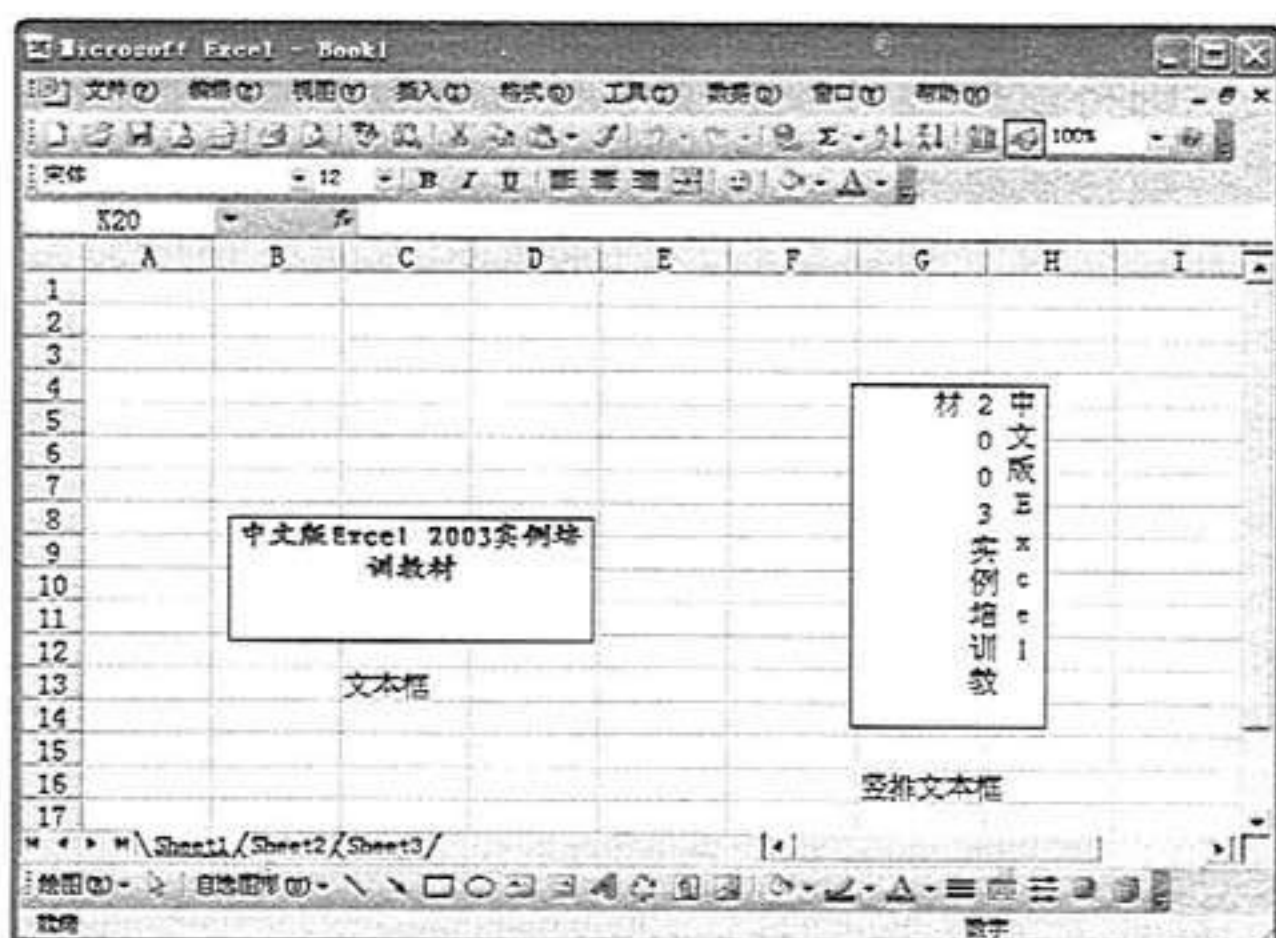 Microsoft Excel - Book1
文件(F) 编辑(E) 视图(V) 插入(I) 格式(O) 工具(T) 数据(D) 窗口(W) 帮助(H)
Σ 100%
宋体 12 B I U A
K20 fx
A B C D E F G H I
1
2
3
4
5
6
7
8
9
10
11
12
13
14
15
16
17
中文版Excel 2003实例培
训教材
文本框
中文版Excel
2003实例培训教
材
竖排文本框
Sheet1 Sheet2 Sheet3
绘图(R) 自选图形(U) A
就绪 数字